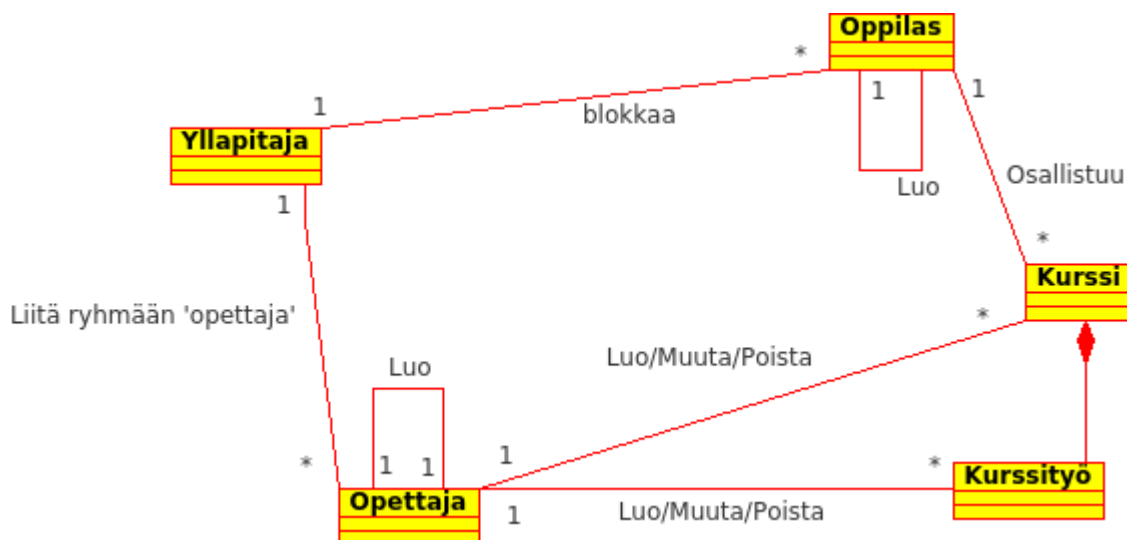 Oppilas
*
1
blokkaa
1
1
Yllapitaja
Luo
Osallistuu
1
*
Kurssi
Liitä ryhmään 'opettaja'
*
Luo/Muuta/Poista
Luo
1
1
1
*
*
Opettaja
Kurssityö
1
Luo/Muuta/Poista